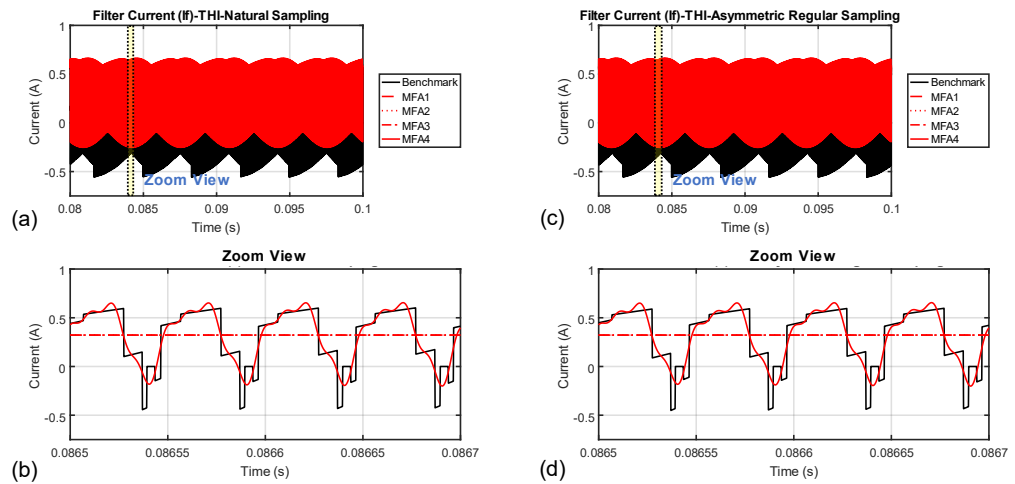 Filter Current (If)-THI-Natural Sampling
1
0.5
0
-0.5
Current (A)
Zoom View
0.08
0.085
0.09
0.095
0.1
Time (s)
Benchmark
MFA1
MFA2
MFA3
MFA4
(a)
Filter Current (If)-THI-Asymmetric Regular Sampling
1
0.5
0
-0.5
Current (A)
Zoom View
0.08
0.085
0.09
0.095
0.1
Time (s)
Benchmark
MFA1
MFA2
MFA3
MFA4
(c)
Zoom View
1
0.5
0
-0.5
Current (A)
0.0865
0.08655
0.0866
0.08665
0.0867
Time (s)
(b)
Zoom View
1
0.5
0
-0.5
Current (A)
0.0865
0.08655
0.0866
0.08665
0.0867
Time (s)
(d)